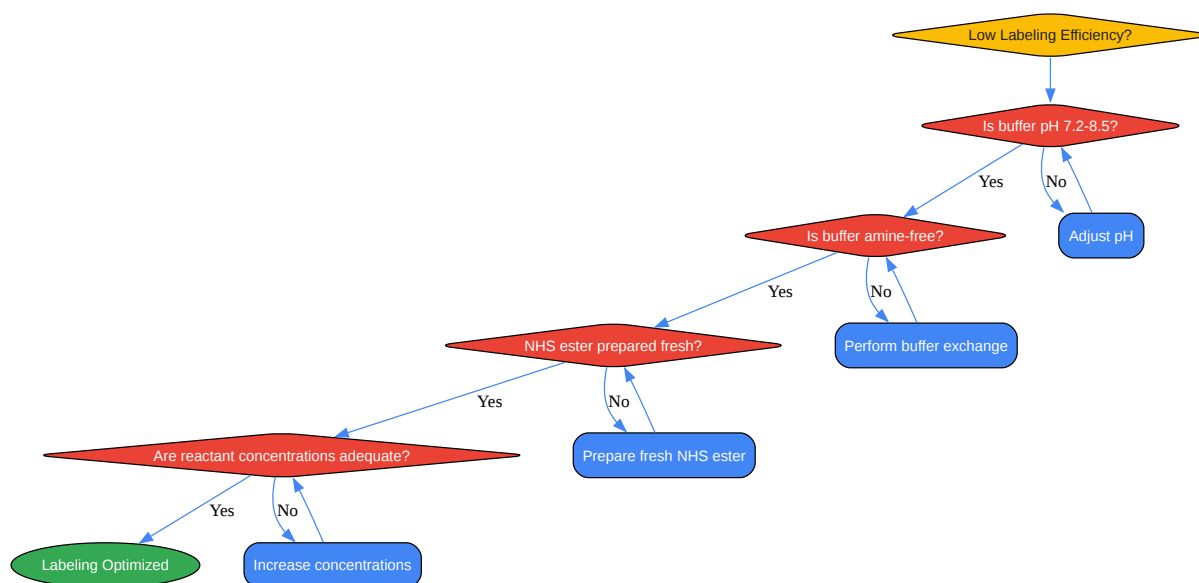 Low Labeling Efficiency?
Is buffer pH 7.2-8.5?
Yes
No
Adjust pH
Is buffer amine-free?
Yes
No
Perform buffer exchange
NHS ester prepared fresh?
Yes
No
Prepare fresh NHS ester
Are reactant concentrations adequate?
Yes
No
Labeling Optimized
Increase concentrations